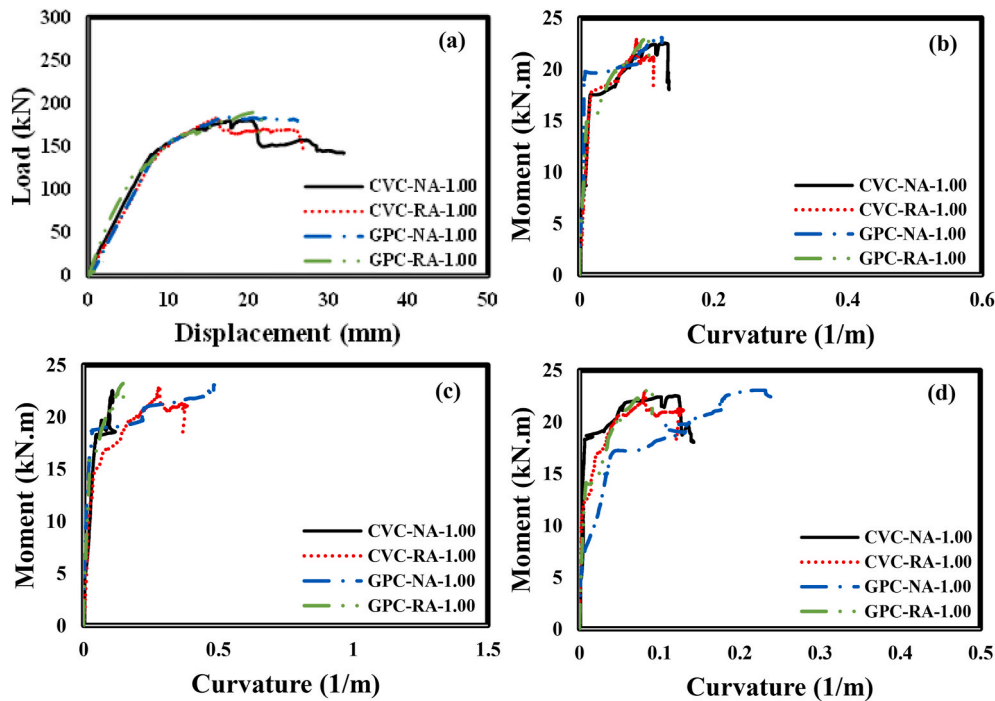 (a)
Load (kN)
300
250
200
150
100
50
0
CVC-NA-1.00
CVC-RA-1.00
GPC-NA-1.00
GPC-RA-1.00
0 10 20 30 40 50
Displacement (mm)
(b)
Moment (kN.m)
25
20
15
10
5
0
CVC-NA-1.00
CVC-RA-1.00
GPC-NA-1.00
GPC-RA-1.00
0 0.2 0.4 0.6
Curvature (1/m)
(c)
Moment (kN.m)
25
20
15
10
5
0
CVC-NA-1.00
CVC-RA-1.00
GPC-NA-1.00
GPC-RA-1.00
0 0.5 1 1.5
Curvature (1/m)
(d)
Moment (kN.m)
25
20
15
10
5
0
CVC-NA-1.00
CVC-RA-1.00
GPC-NA-1.00
GPC-RA-1.00
0 0.1 0.2 0.3 0.4 0.5
Curvature (1/m)